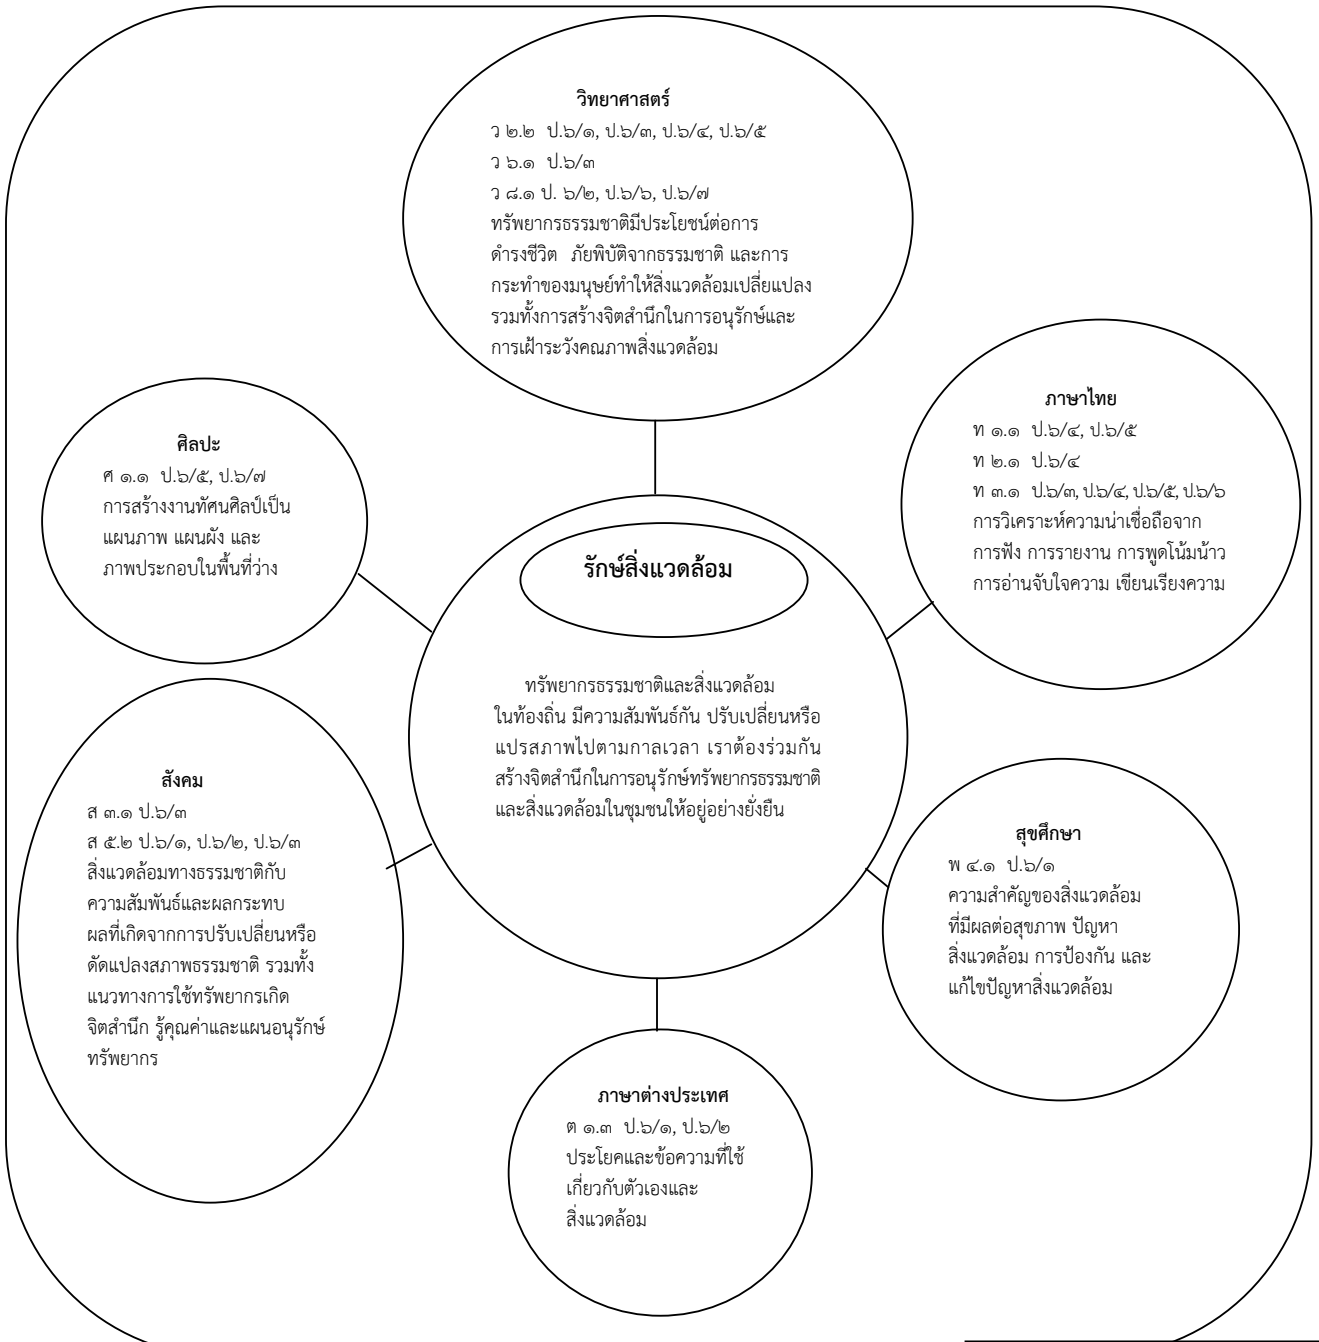 วิทยาศาสตร์
ว ๒.๒ ป.๖/๑, ป.๖/๓, ป.๖/๔, ป.๖/๕
ว ๖.๑ ป.๖/๓
ว ๘.๑ ป. ๖/๒, ป.๖/๖, ป.๖/๗
ทรัพยากรธรรมชาติมีประโยชน์ต่อการ
ดำรงชีวิต ภัยพิบัติจากธรรมชาติ และการ
กระทำของมนุษย์ทำให้สิ่งแวดล้อมเปลี่ยแปลง
รวมทั้งการสร้างจิตสำนึกในการอนุรักษ์และ
การเฝ้าระวังคณภาพสิ่งแวดล้อม
ภาษาไทย
ท ๑.๑ ป.๖/๔, ป.๖/๕
ท ๒.๑ ป.๖/๔
ท ๓.๑ ป.๖/๓, ป.๖/๔, ป.๖/๕, ป.๖/๖
การวิเคราะห์ความน่าเชื่อถือจาก
การฟัง การรายงาน การพูดโน้มน้าว
การอ่านจับใจความ เขียนเรียงความ
ศิลปะ
ศ ๑.๑ ป.๖/๕, ป.๖/๗
การสร้างงานทัศนศิลป์เป็น
แผนภาพ แผนผัง และ
ภาพประกอบในพื้นที่ว่าง
รักษ์สิ่งแวดล้อม
ทรัพยากรธรรมชาติและสิ่งแวดล้อม
ในท้องถิ่น มีความสัมพันธ์กัน ปรับเปลี่ยนหรือ
แปรสภาพไปตามกาลเวลา เราต้องร่วมกัน
สร้างจิตสำนึกในการอนุรักษ์ทรัพยากรธรรมชาติ
และสิ่งแวดล้อมในชุมชนให้อยู่อย่างยั่งยืน
สังคม
ส ๓.๑ ป.๖/๓
ส ๕.๒ ป.๖/๑, ป.๖/๒, ป.๖/๓
สิ่งแวดล้อมทางธรรมชาติกับ
ความสัมพันธ์และผลกระทบ
ผลที่เกิดจากการปรับเปลี่ยนหรือ
ดัดแปลงสภาพธรรมชาติ รวมทั้ง
แนวทางการใช้ทรัพยากรเกิด
จิตสำนึก รู้คุณค่าและแผนอนุรักษ์
ทรัพยากร
สุขศึกษา
พ ๔.๑ ป.๖/๑
ความสำคัญของสิ่งแวดล้อม
ที่มีผลต่อสุขภาพ ปัญหา
สิ่งแวดล้อม การป้องกัน และ
แก้ไขปัญหาสิ่งแวดล้อม
ภาษาต่างประเทศ
ต ๑.๓ ป.๖/๑, ป.๖/๒
ประโยคและข้อความที่ใช้
เกี่ยวกับตัวเองและ
สิ่งแวดล้อม